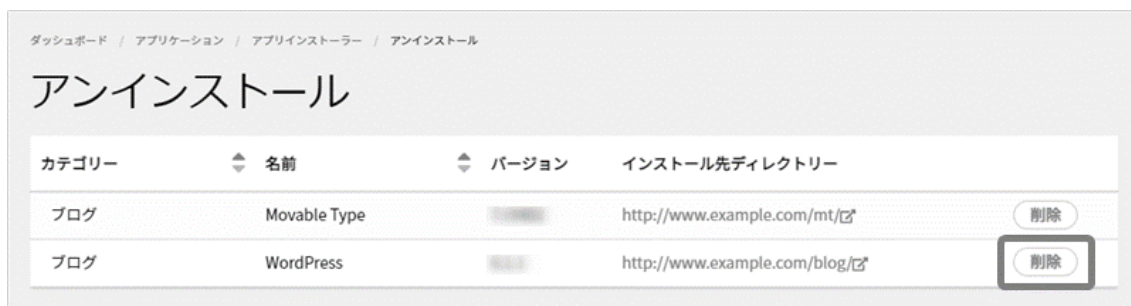 ダッシュボード / アプリケーション / アプリインストーラー / アンインストール
アンインストール
カテゴリー 名前 バージョン インストール先ディレクトリー
ブログ Movable Type http://www.example.com/mt/ 削除
ブログ WordPress http://www.example.com/blog/ 削除